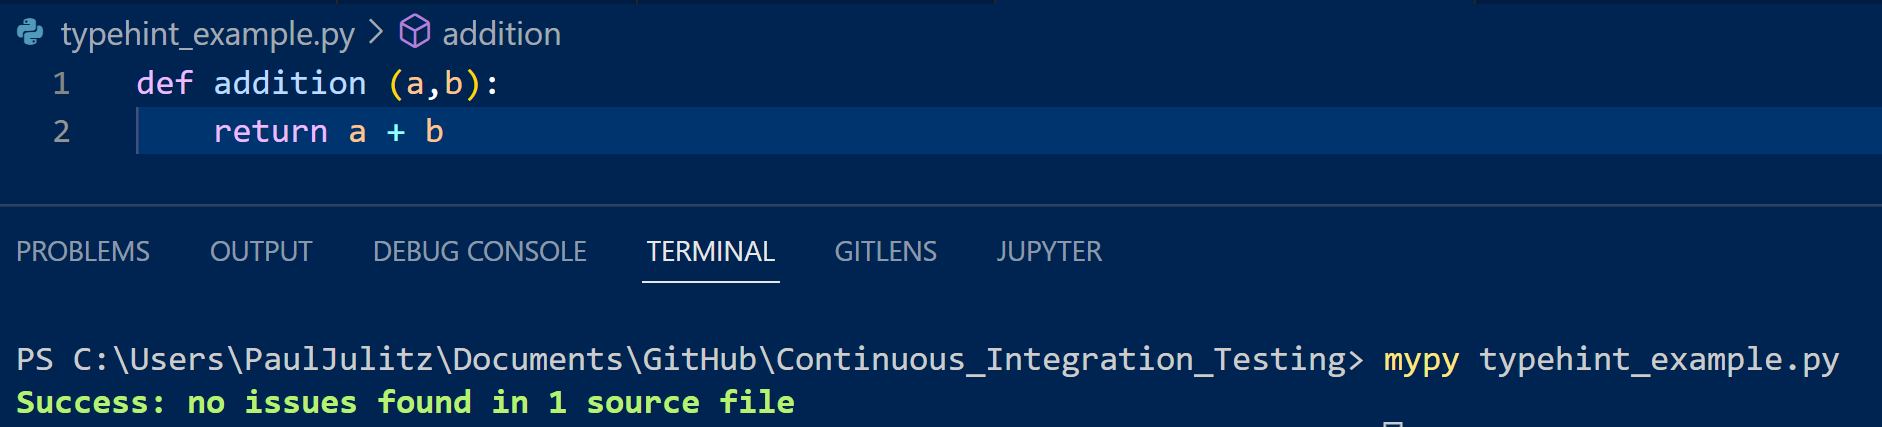 typehint_example.py > addition
1 def addition (a,b):
2     return a + b
PROBLEMS OUTPUT DEBUG CONSOLE TERMINAL GITLENS JUPYTER
PS C:\Users\PaulJulitz\Documents\GitHub\Continuous_Integration_Testing> mypy typehint_example.py
Success: no issues found in 1 source file